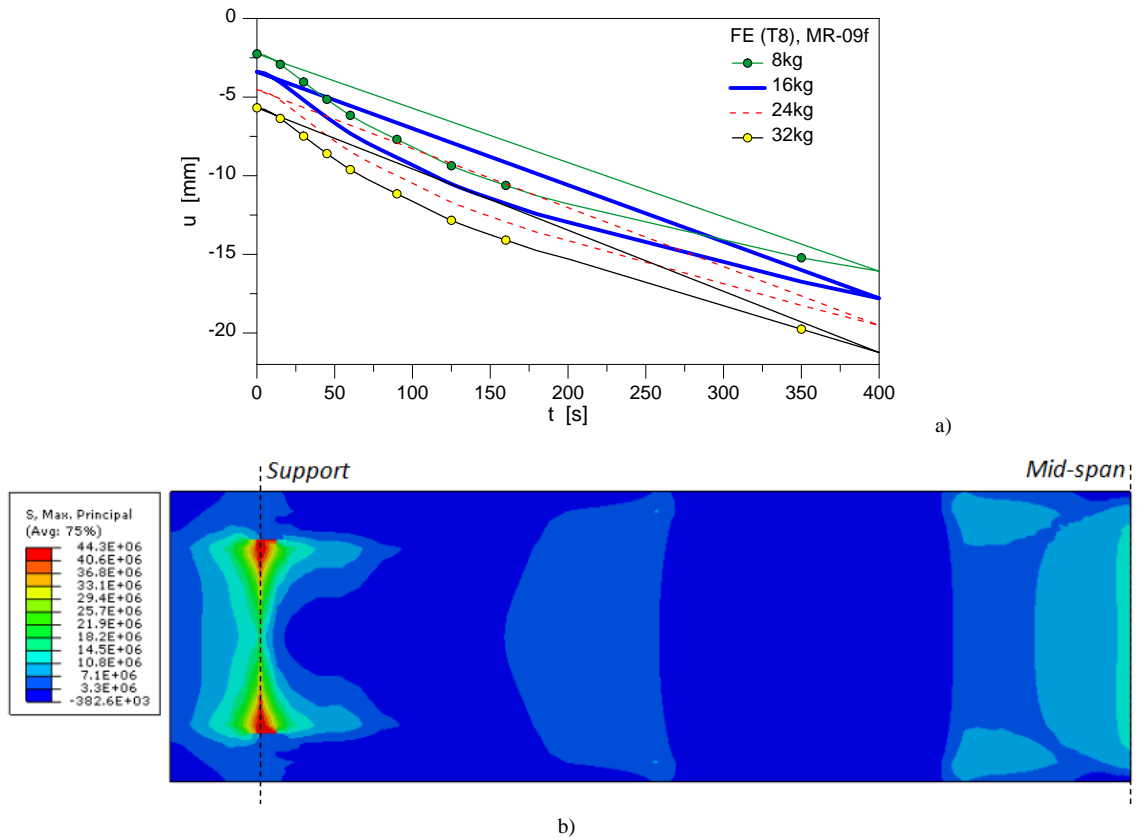 FE (T8), MR-09f
8kg
16kg
24kg
32kg
0
-5
-10
-15
-20
u [mm]
0 50 100 150 200 250 300 350 400
t [s]
a)
Support
Mid-span
S, Max. Principal
(Avg: 75%)
44.3E+06
40.6E+06
36.8E+06
33.1E+06
29.4E+06
25.7E+06
21.9E+06
18.2E+06
14.5E+06
10.8E+06
7.1E+06
3.3E+06
-382.6E+03
b)